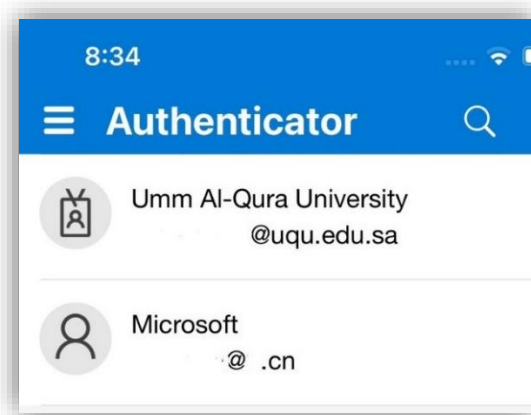 8:34
Authenticator
Umm Al-Qura University
@uqu.edu.sa
Microsoft
@ .cn